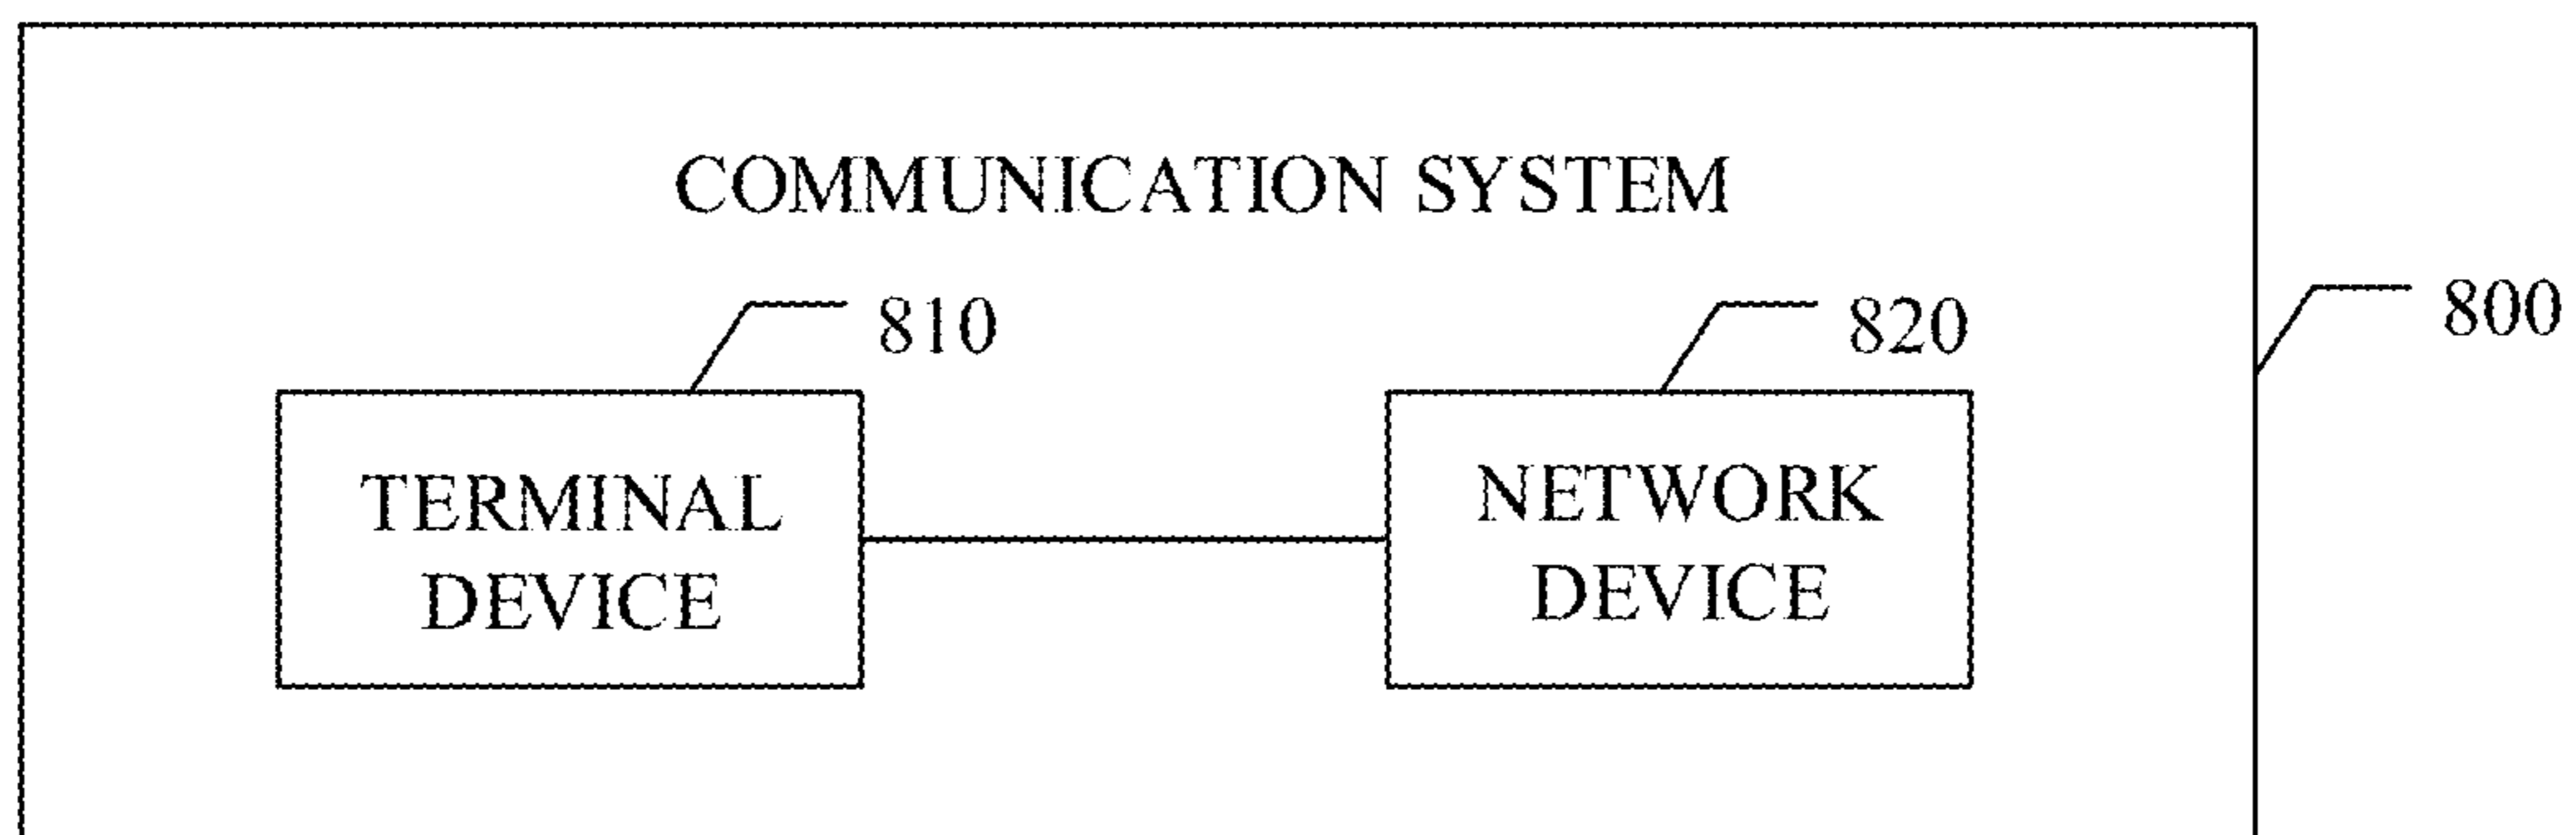 COMMUNICATION SYSTEM
810
820
800
TERMINAL
DEVICE
NETWORK
DEVICE